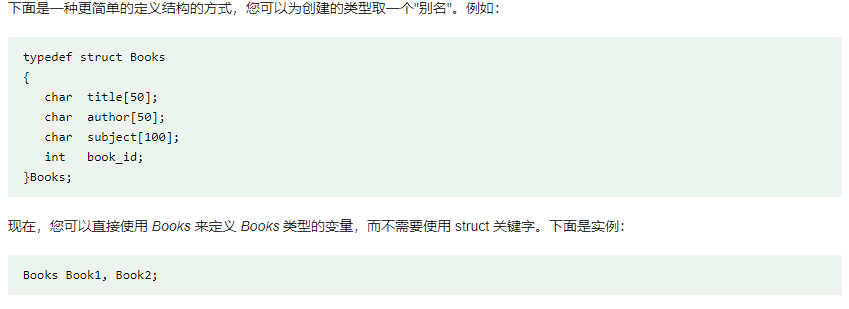 下面是一种更简单的定义结构的方式，您可以为创建的类型取一个"别名"。例如：
typedef struct Books
{
   char  title[50];
   char  author[50];
   char  subject[100];
   int   book_id;
}Books;
现在，您可以直接使用 Books 来定义 Books 类型的变量，而不需要使用 struct 关键字。下面是实例：
Books Book1, Book2;